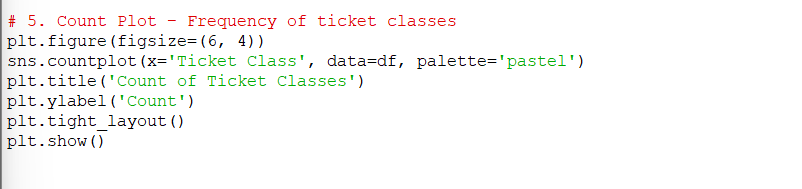 # 5. Count Plot - Frequency of ticket classes
plt.figure(figsize=(6, 4))
sns.countplot(x='Ticket Class', data=df, palette='pastel')
plt.title('Count of Ticket Classes')
plt.ylabel('Count')
plt.tight_layout()
plt.show()